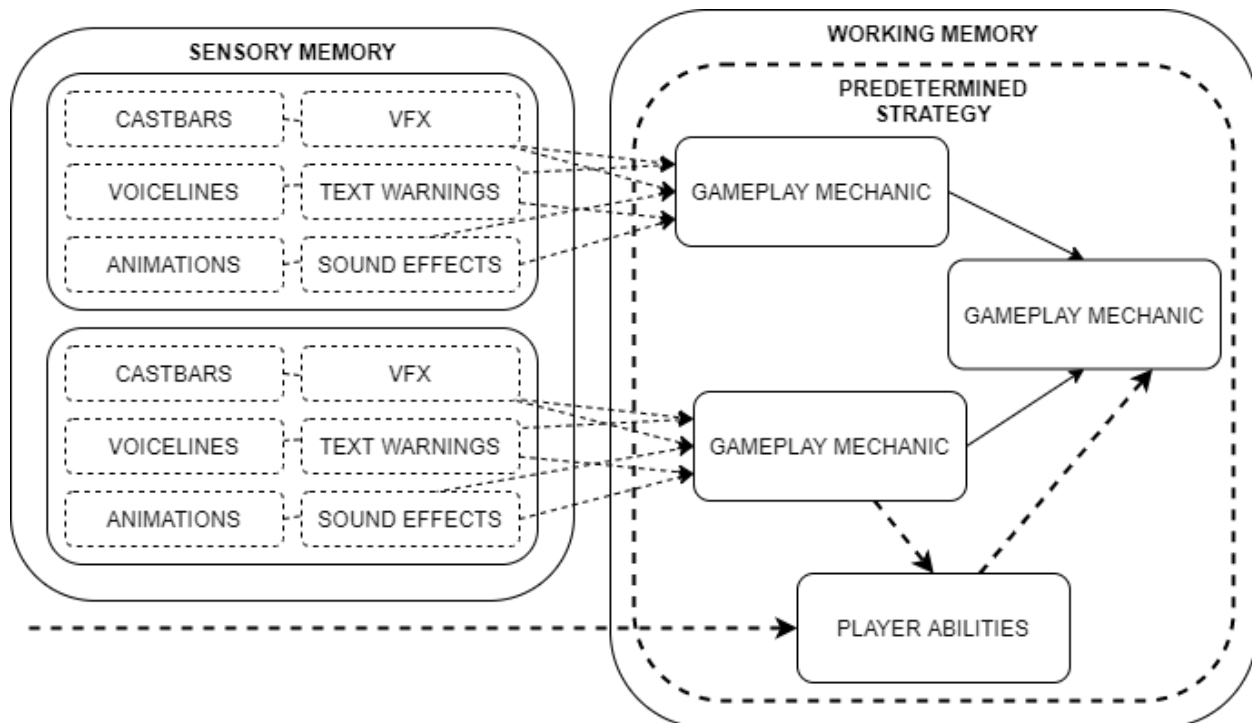 SENSORY MEMORY
CASTBARS
VFX
VOICELINES
TEXT WARNINGS
ANIMATIONS
SOUND EFFECTS
CASTBARS
VFX
VOICELINES
TEXT WARNINGS
ANIMATIONS
SOUND EFFECTS
WORKING MEMORY
PREDETERMINED
STRATEGY
GAMEPLAY MECHANIC
GAMEPLAY MECHANIC
GAMEPLAY MECHANIC
PLAYER ABILITIES